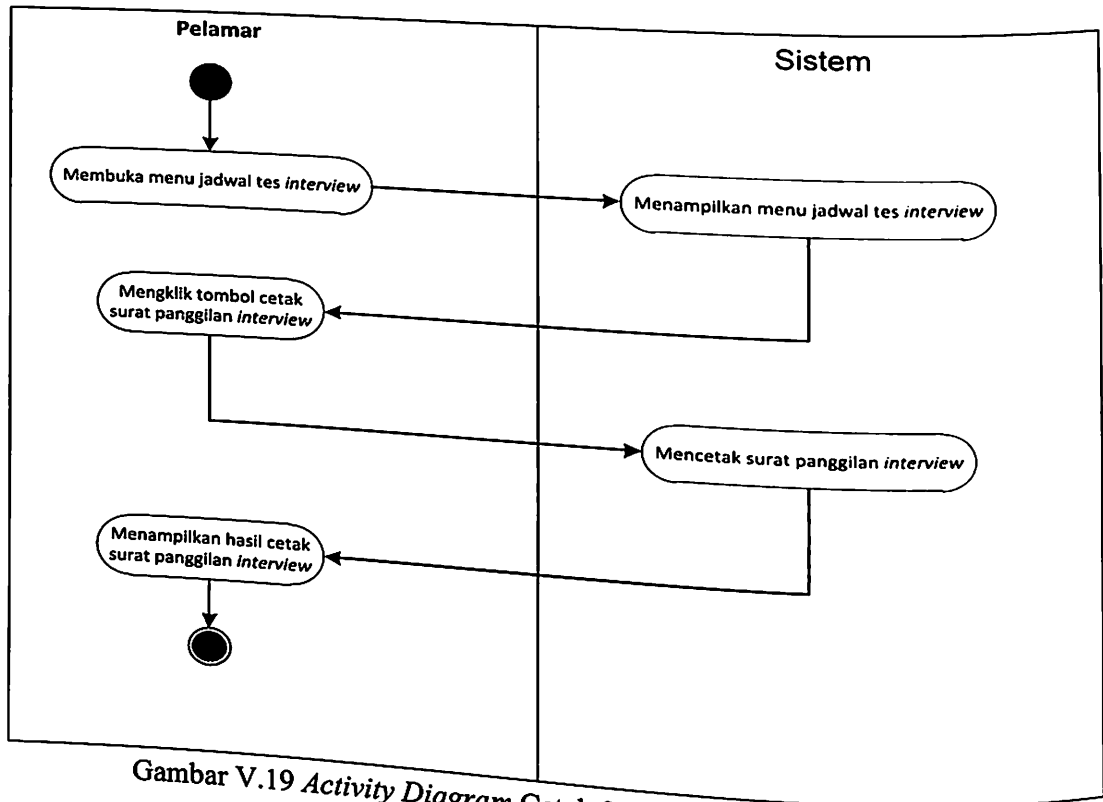 Pelamar
Sistem
Membuka menu jadwal tes interview
Menampilkan menu jadwal tes interview
Mengklik tombol cetak
surat panggilan interview
Mencetak surat panggilan interview
Menampilkan hasil cetak
surat panggilan interview
Gambar V.19 Activity Diagram